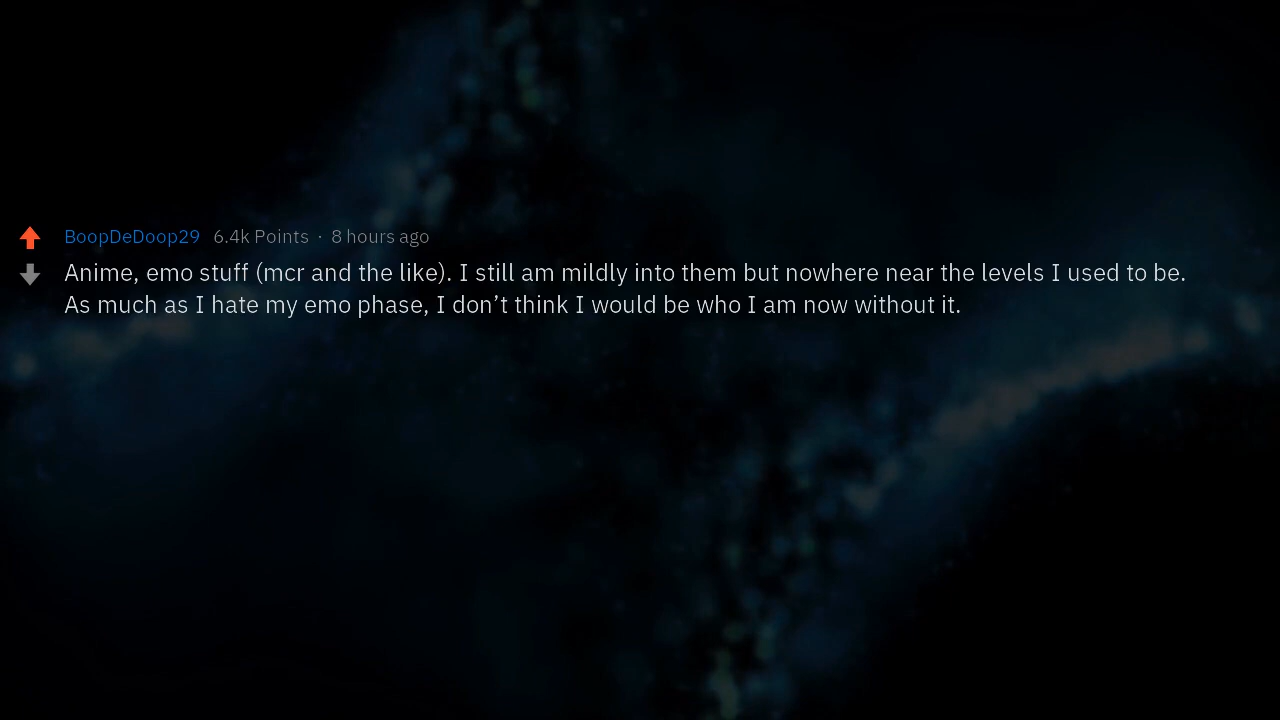 BoopDeDoop29 6.4k Points · 8 hours ago
Anime, emo stuff (mcr and the like). I still am mildly into them but nowhere near the levels I used to be.
As much as I hate my emo phase, I don’t think I would be who I am now without it.